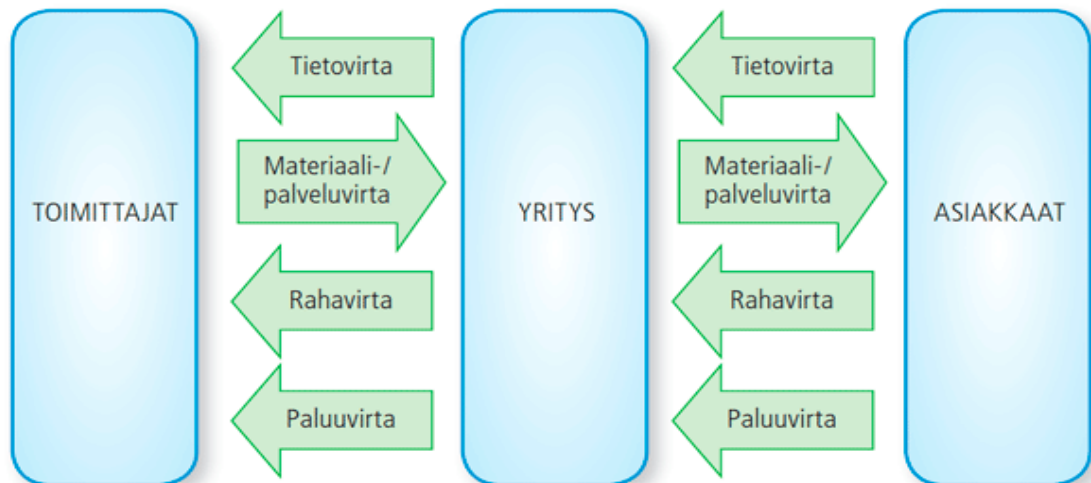 Tietovirta
Tietovirta
Materiaali-/
palveluvirta
Materiaali-/
palveluvirta
TOIMITTAJAT
YRITYS
ASIAKKAAT
Rahavirta
Rahavirta
Paluuvirta
Paluuvirta